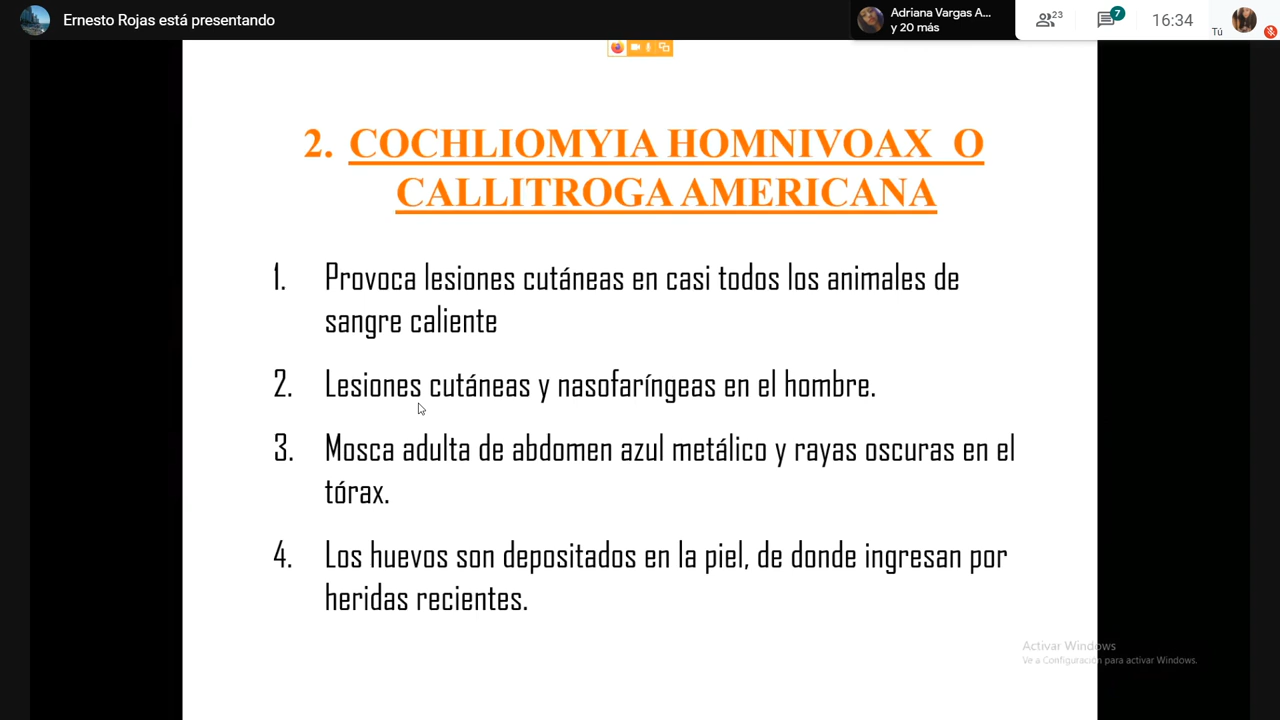 Ernesto Rojas está presentando
Adriana Vargas A...
y 20 más
23
7
16:34
Tú
2. COCHLIOMYIA HOMNIVOAX O
CALLITROGA AMERICANA
1. Provoca lesiones cutáneas en casi todos los animales de
sangre caliente
2. Lesiones cutáneas y nasofaríngeas en el hombre.
3. Mosca adulta de abdomen azul metálico y rayas oscuras en el
tórax.
4. Los huevos son depositados en la piel, de donde ingresan por
heridas recientes.
Activar Windows
Ve a Configuración para activar Windows.